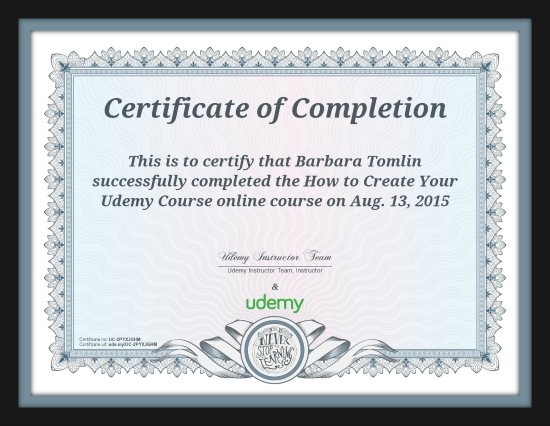 Certificate of Completion
This is to certify that Barbara Tomlin
successfully completed the How to Create Your
Udemy Course online course on Aug. 13, 2015
Udemy Instructor Team
Udemy Instructor Team, Instructor
&
udemy
NEVER
STOP
LEARNING
Certificate no: UC-2PYXJ5HM
Certificate url: ude.my/UC-2PYXJ5HM